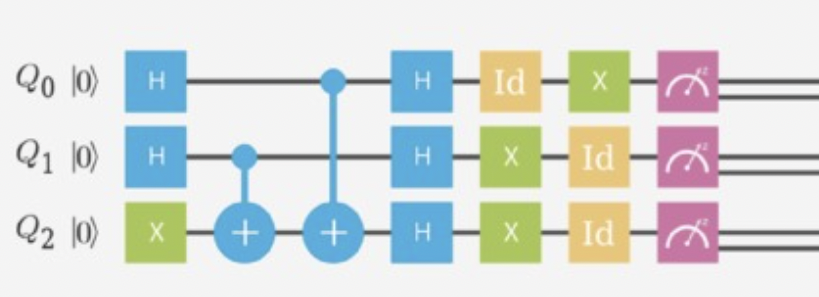 Q₀ |0⟩ H H Id X z
Q₁ |0⟩ H H X Id z
Q₂ |0⟩ X + + H X Id z